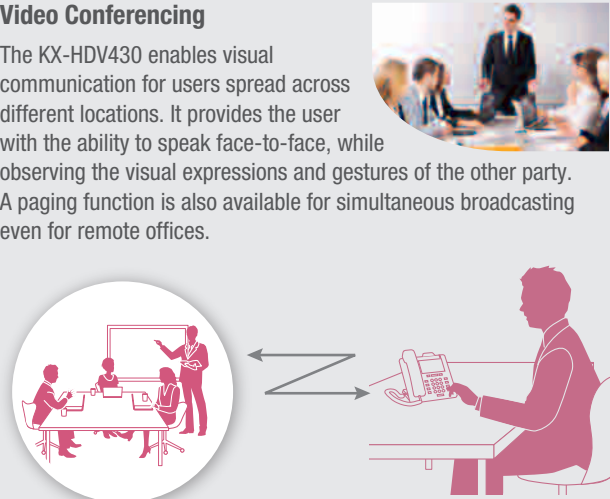 Video Conferencing
The KX-HDV430 enables visual
communication for users spread across
different locations. It provides the user
with the ability to speak face-to-face, while
observing the visual expressions and gestures of the other party.
A paging function is also available for simultaneous broadcasting
even for remote offices.